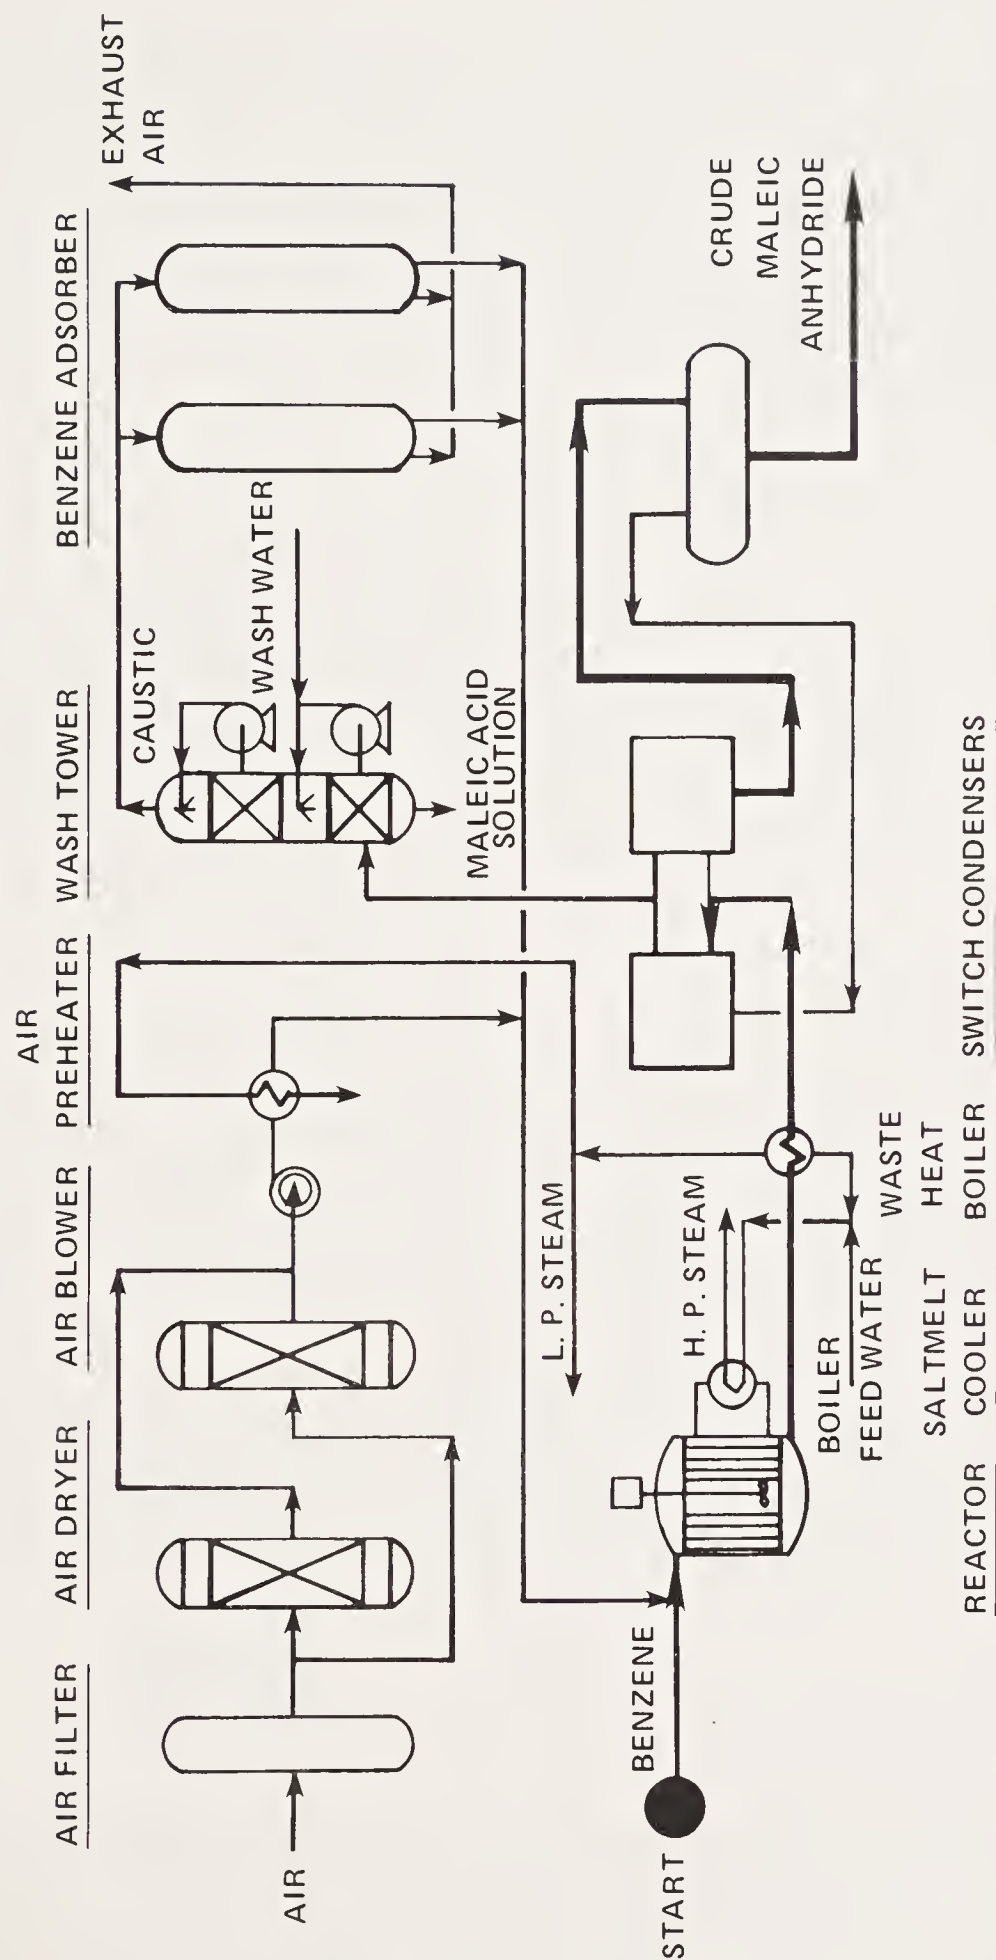 AIR FILTER
AIR DRYER
AIR BLOWER
AIR
PREHEATER
WASH TOWER
BENZENE ADSORBER
EXHAUST
AIR
AIR
CAUSTIC
WASH WATER
MALEIC ACID
SOLUTION
L. P. STEAM
START
BENZENE
H. P. STEAM
CRUDE
MALEIC
ANHYDRIDE
BOILER
FEED WATER
REACTOR
SALTMELT
COOLER
WASTE
HEAT
BOILER
SWITCH CONDENSERS